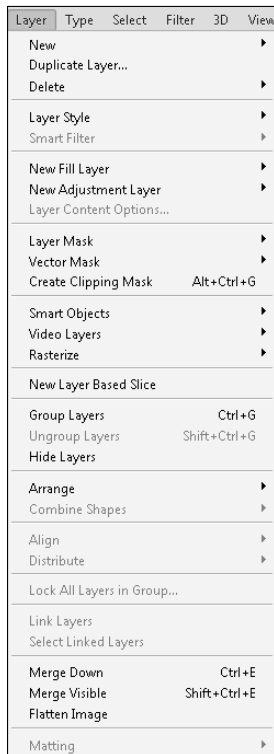 Layer Type Select Filter 3D View
New
Duplicate Layer...
Delete
Layer Style
Smart Filter
New Fill Layer
New Adjustment Layer
Layer Content Options...
Layer Mask
Vector Mask
Create Clipping Mask Alt+Ctrl+G
Smart Objects
Video Layers
Rasterize
New Layer Based Slice
Group Layers Ctrl+G
Ungroup Layers Shift+Ctrl+G
Hide Layers
Arrange
Combine Shapes
Align
Distribute
Lock All Layers in Group...
Link Layers
Select Linked Layers
Merge Down Ctrl+E
Merge Visible Shift+Ctrl+E
Flatten Image
Matting